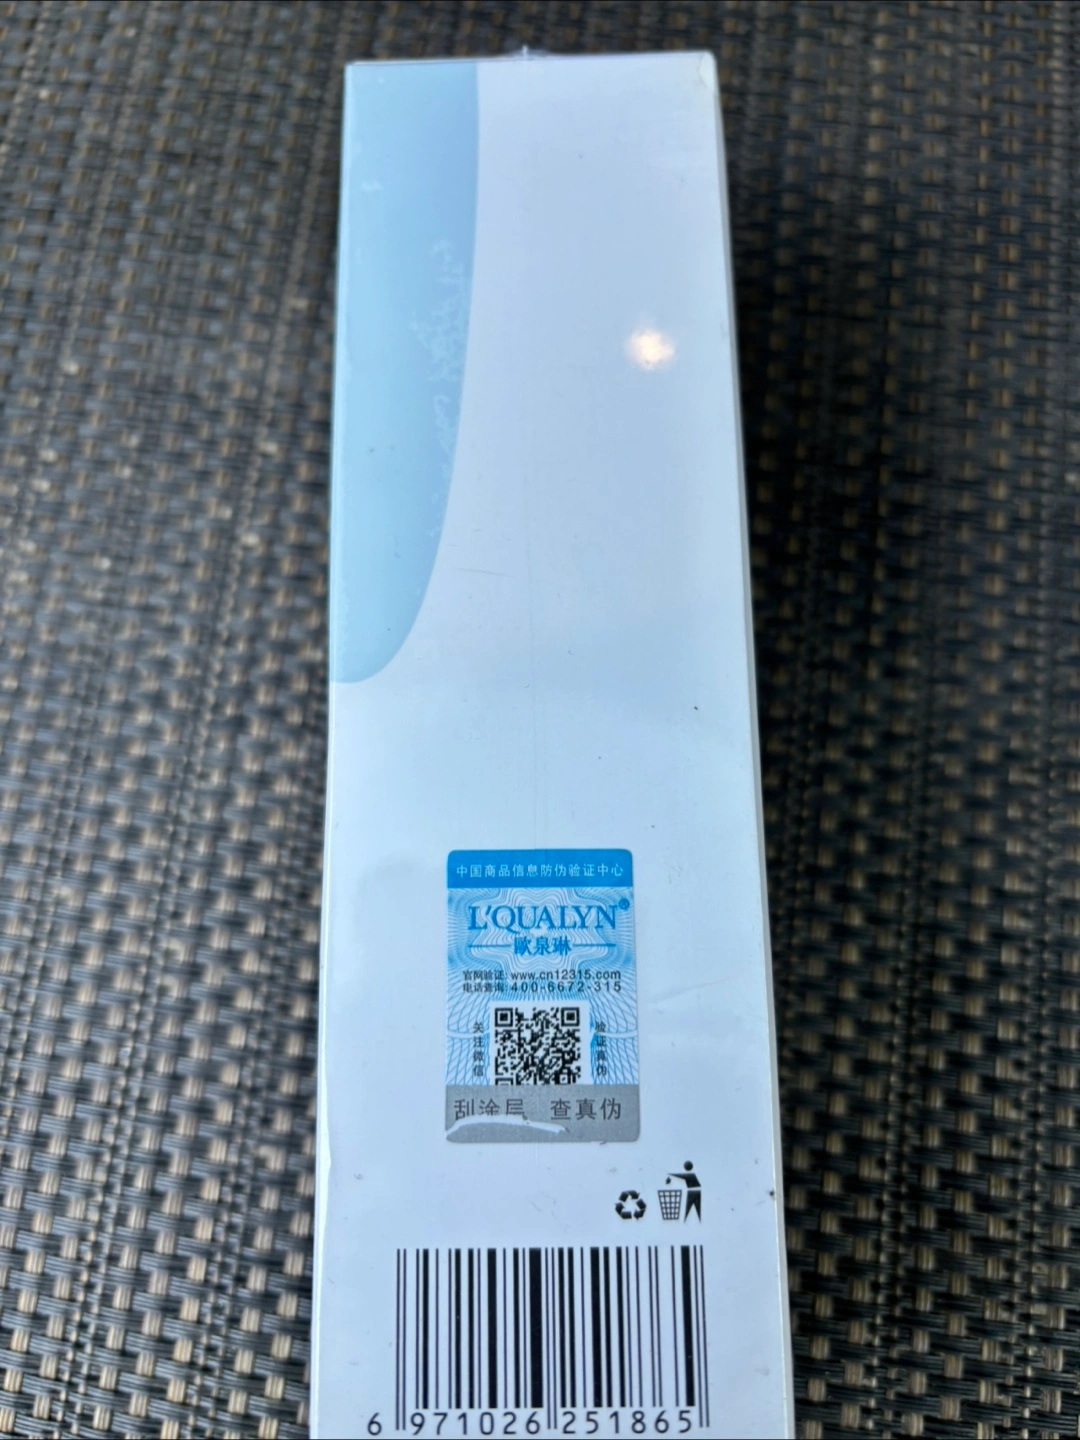 中国商品信息防伪验证中心
L'QUALYN®
歐泉琳
官网验证: www.cn12315.com
电话查询: 400-6672-315
关注微信
验证真伪
刮涂层 查真伪
6 971026 251865